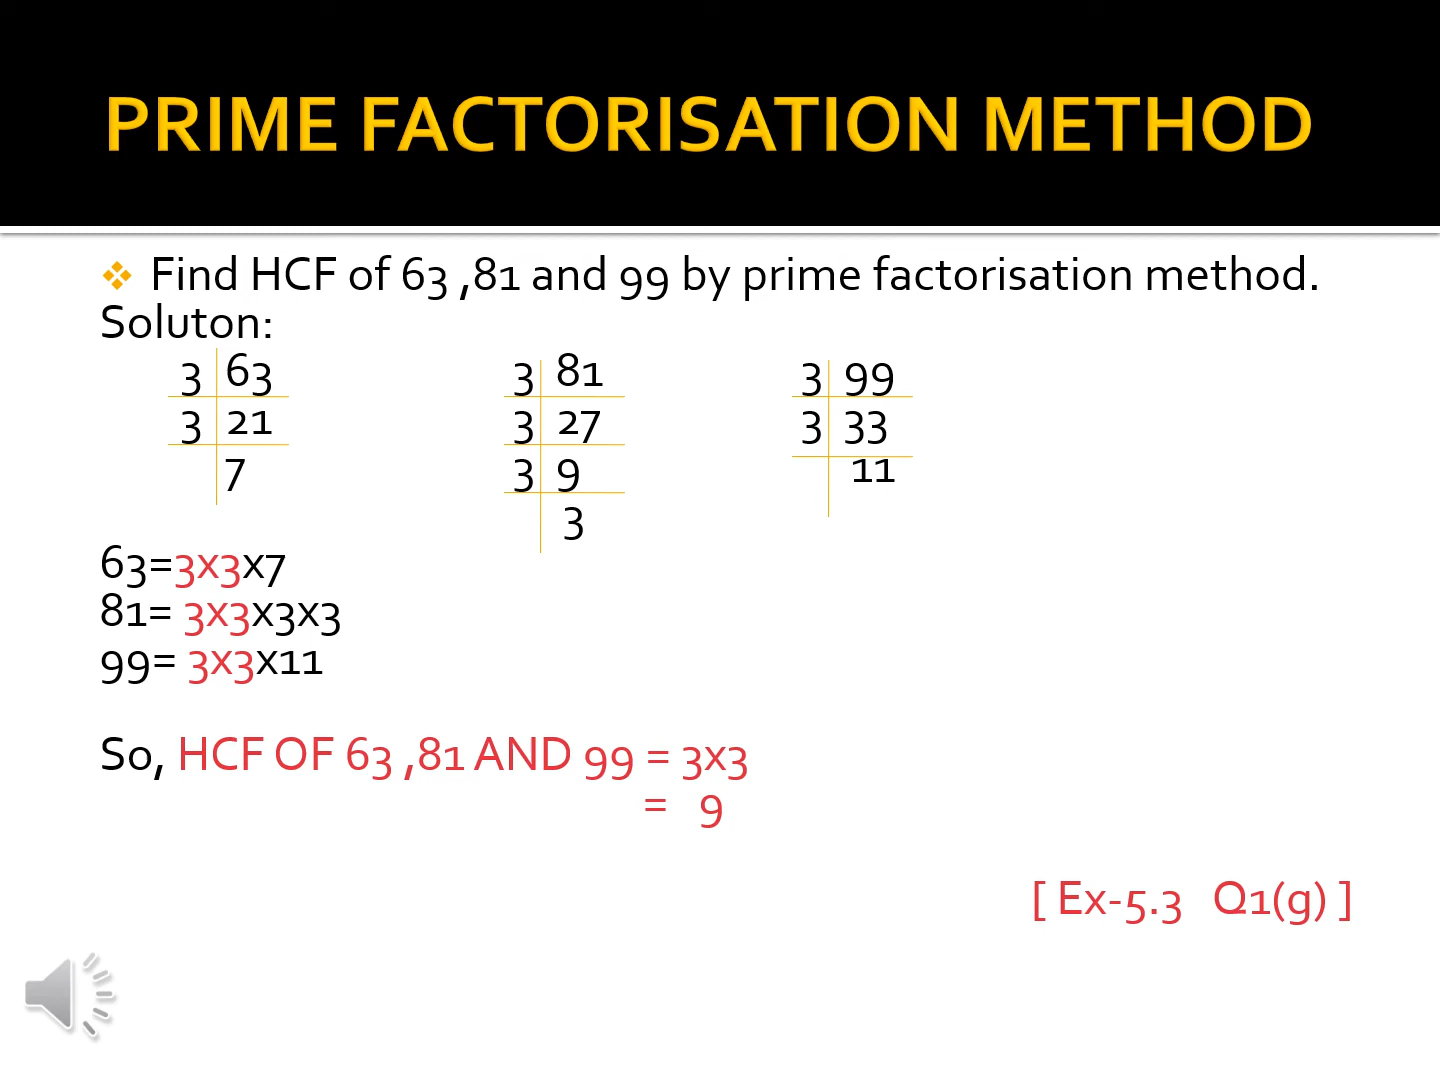 PRIME FACTORISATION METHOD
❖ Find HCF of 63 ,81 and 99 by prime factorisation method.
Soluton:
3 63 3 81 3 99
3 21 3 27 3 33
7 3 9 11
3
63=3x3x7
81= 3x3x3x3
99= 3x3x11
So, HCF OF 63 ,81 AND 99 = 3x3
= 9
[ Ex-5.3 Q1(g) ]